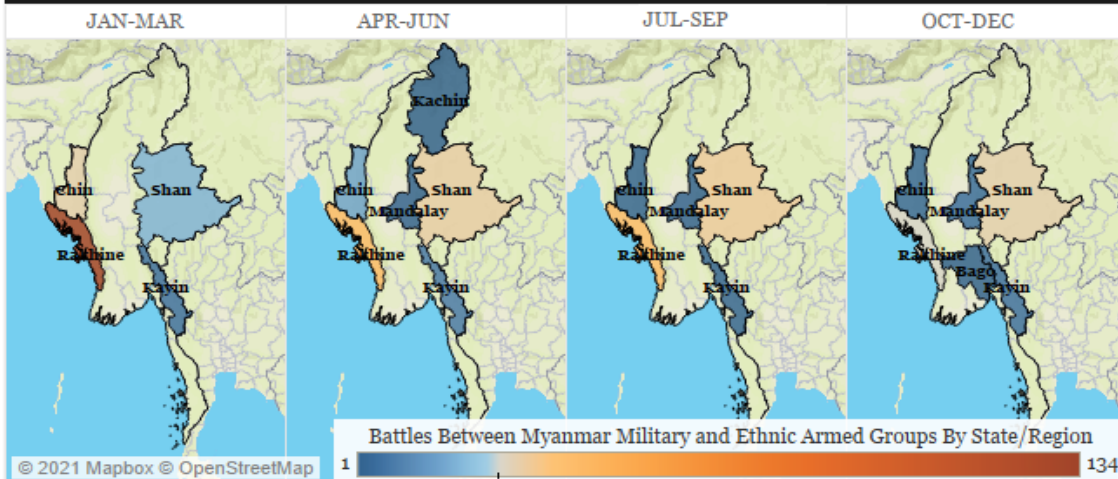 JAN-MAR
APR-JUN
JUL-SEP
OCT-DEC
Chin
Shan
Rakhine
Kayin
Kachin
Chin
Shan
Mandalay
Rakhine
Kayin
Chin
Shan
Mandalay
Rakhine
Kayin
Chin
Shan
Mandalay
Rakhine
Bago
Kayin
Battles Between Myanmar Military and Ethnic Armed Groups By State/Region
1
134
© 2021 Mapbox © OpenStreetMap